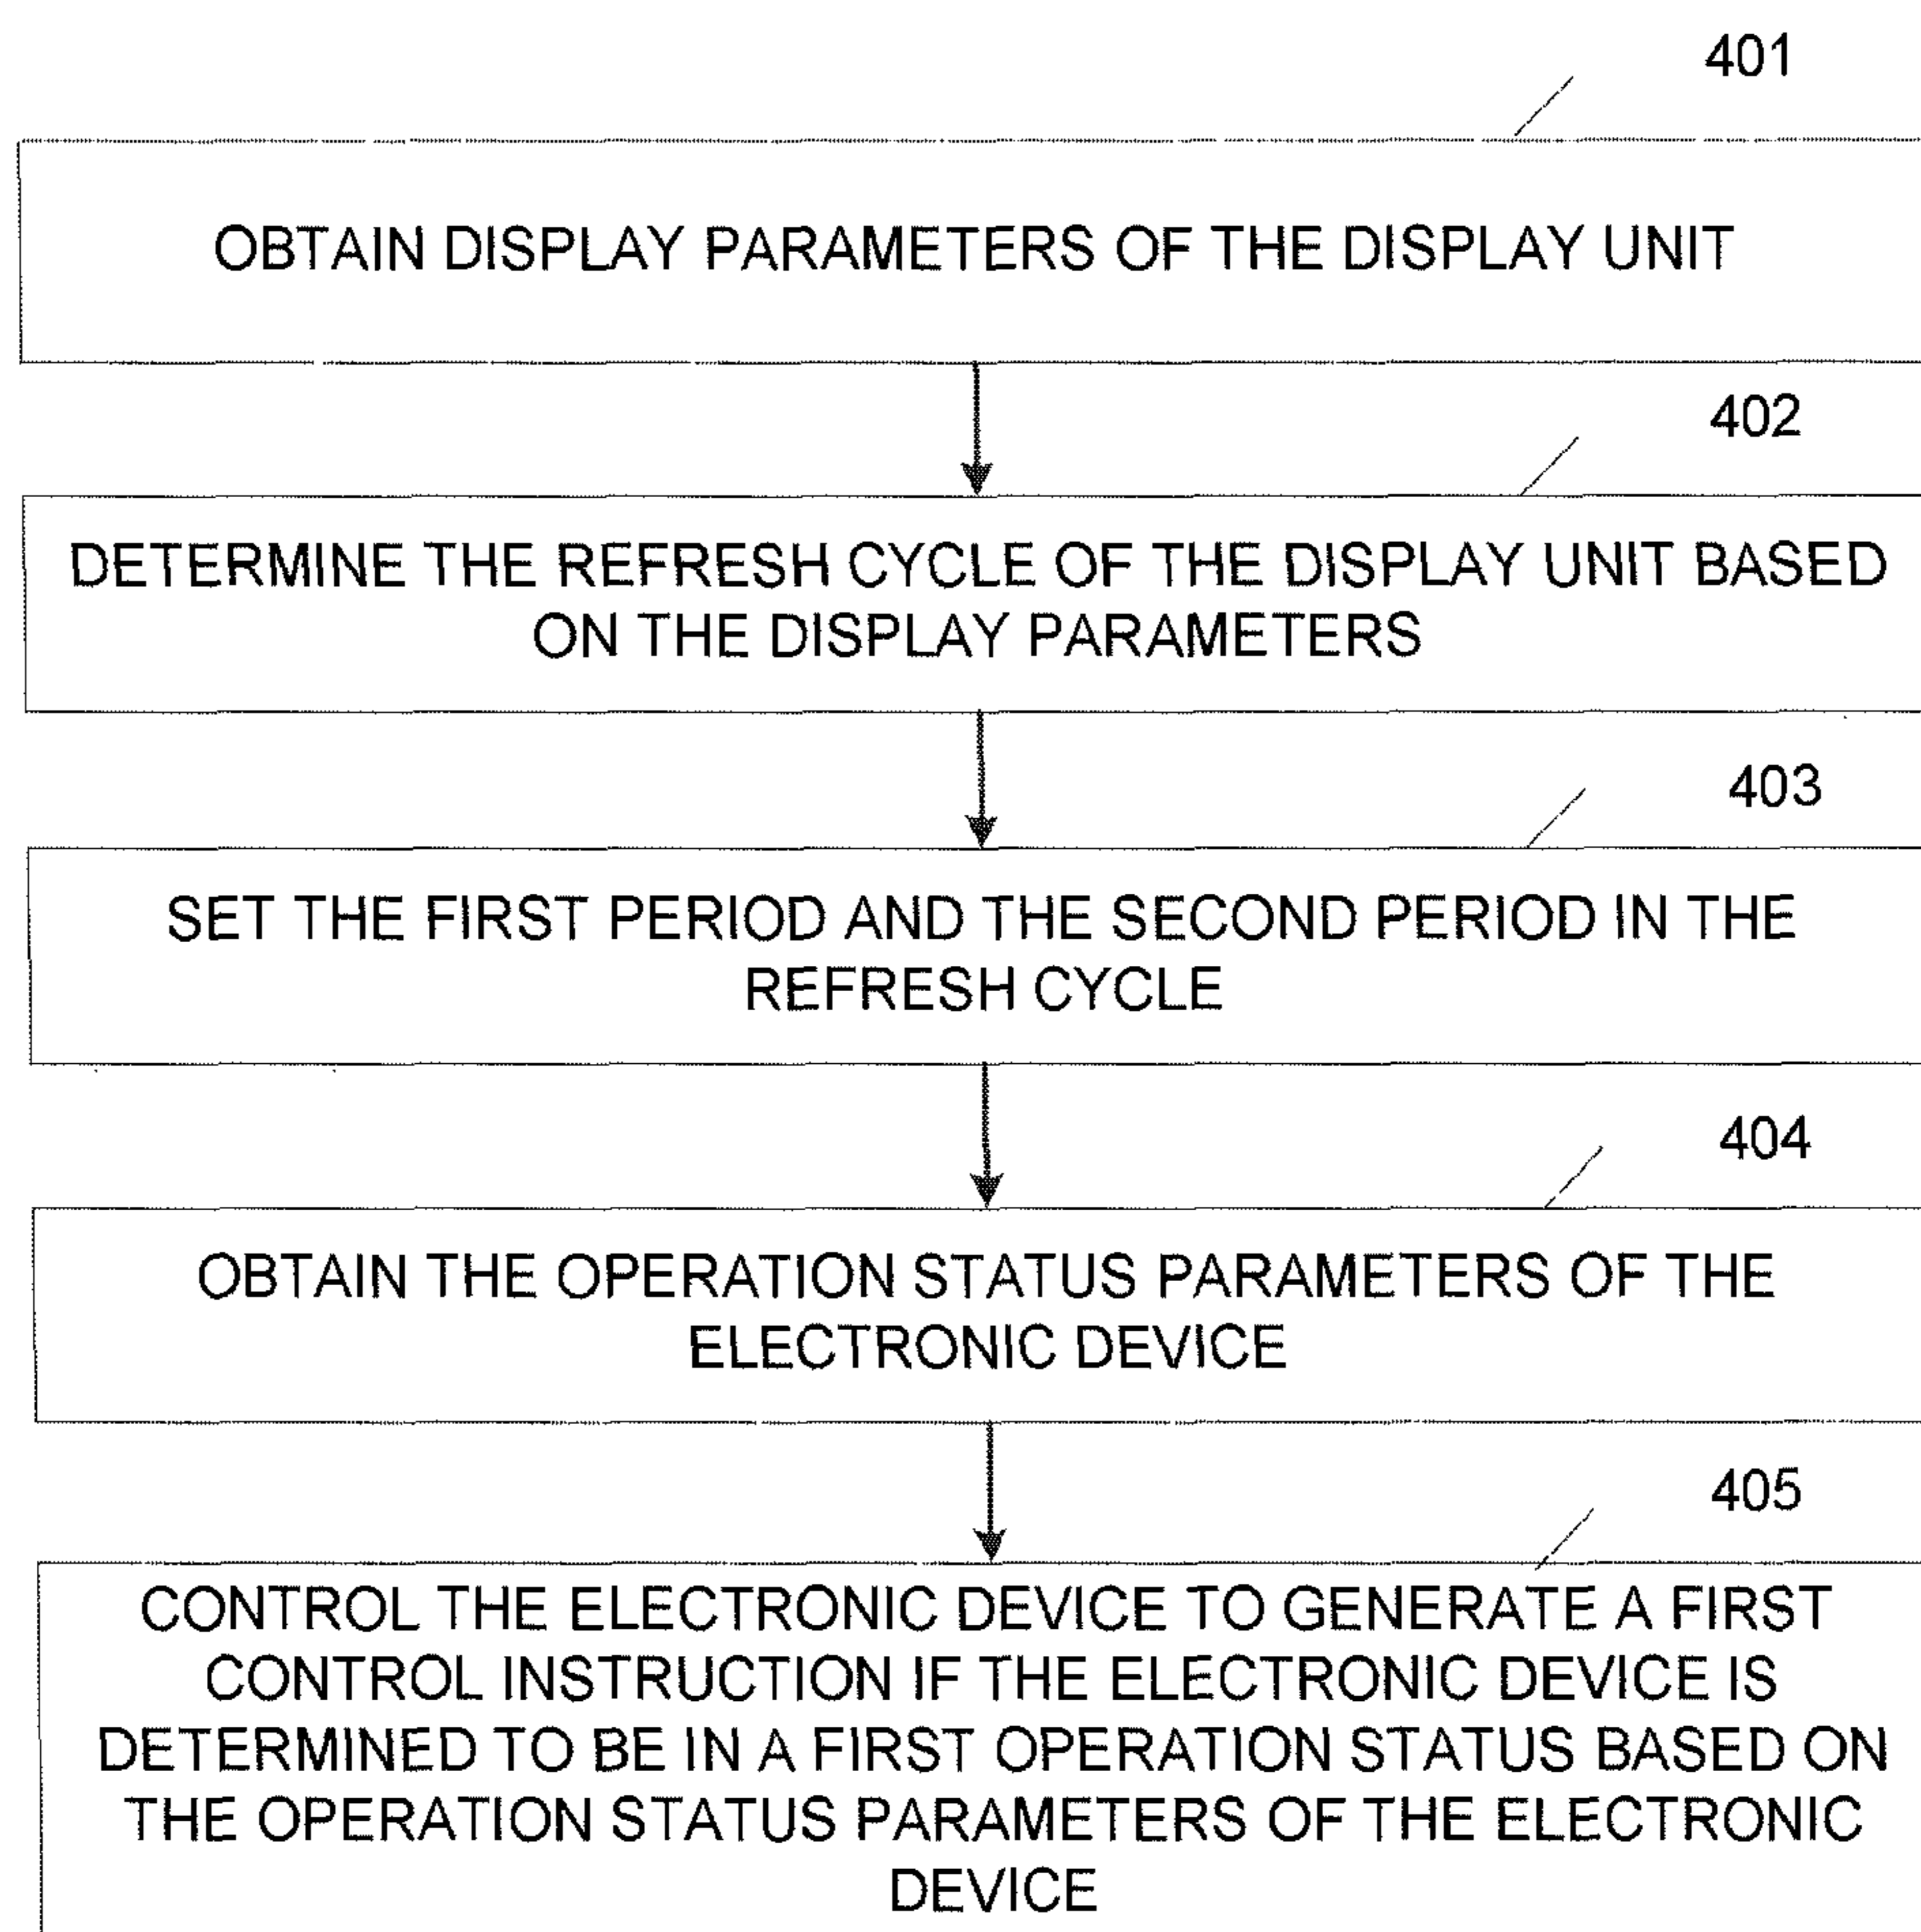 401
OBTAIN DISPLAY PARAMETERS OF THE DISPLAY UNIT
402
DETERMINE THE REFRESH CYCLE OF THE DISPLAY UNIT BASED
ON THE DISPLAY PARAMETERS
403
SET THE FIRST PERIOD AND THE SECOND PERIOD IN THE
REFRESH CYCLE
404
OBTAIN THE OPERATION STATUS PARAMETERS OF THE
ELECTRONIC DEVICE
405
CONTROL THE ELECTRONIC DEVICE TO GENERATE A FIRST
CONTROL INSTRUCTION IF THE ELECTRONIC DEVICE IS
DETERMINED TO BE IN A FIRST OPERATION STATUS BASED ON
THE OPERATION STATUS PARAMETERS OF THE ELECTRONIC
DEVICE